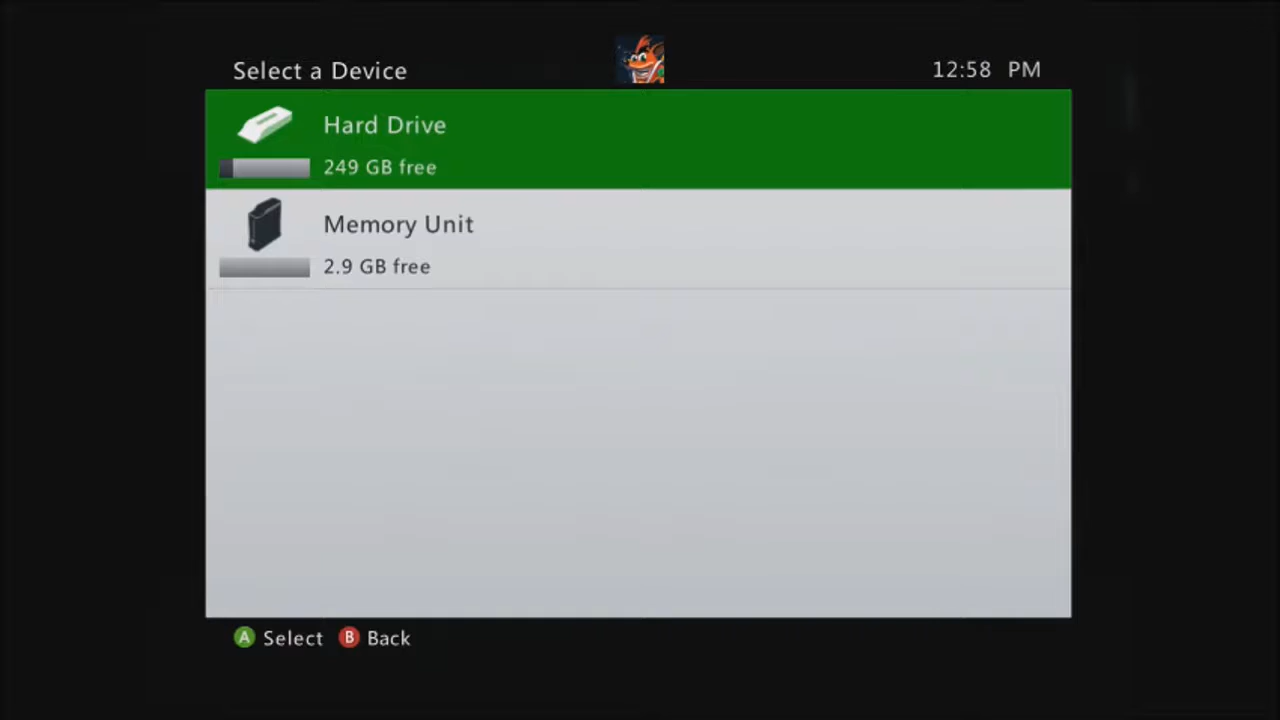 Select a Device
12:58 PM
Hard Drive
249 GB free
Memory Unit
2.9 GB free
A Select B Back